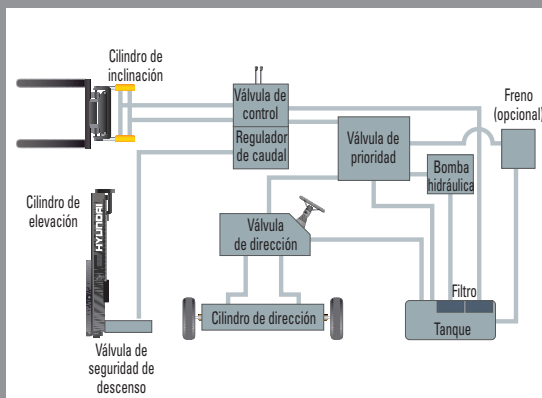 Cilindro de
inclinación
Válvula de
control
Regulador
de caudal
Válvula de
prioridad
Freno
(opcional)
Bomba
hidráulica
Cilindro de
elevación
HYUNDAI
Válvula
de dirección
Cilindro de dirección
Filtro
Tanque
Válvula de
seguridad de
descenso